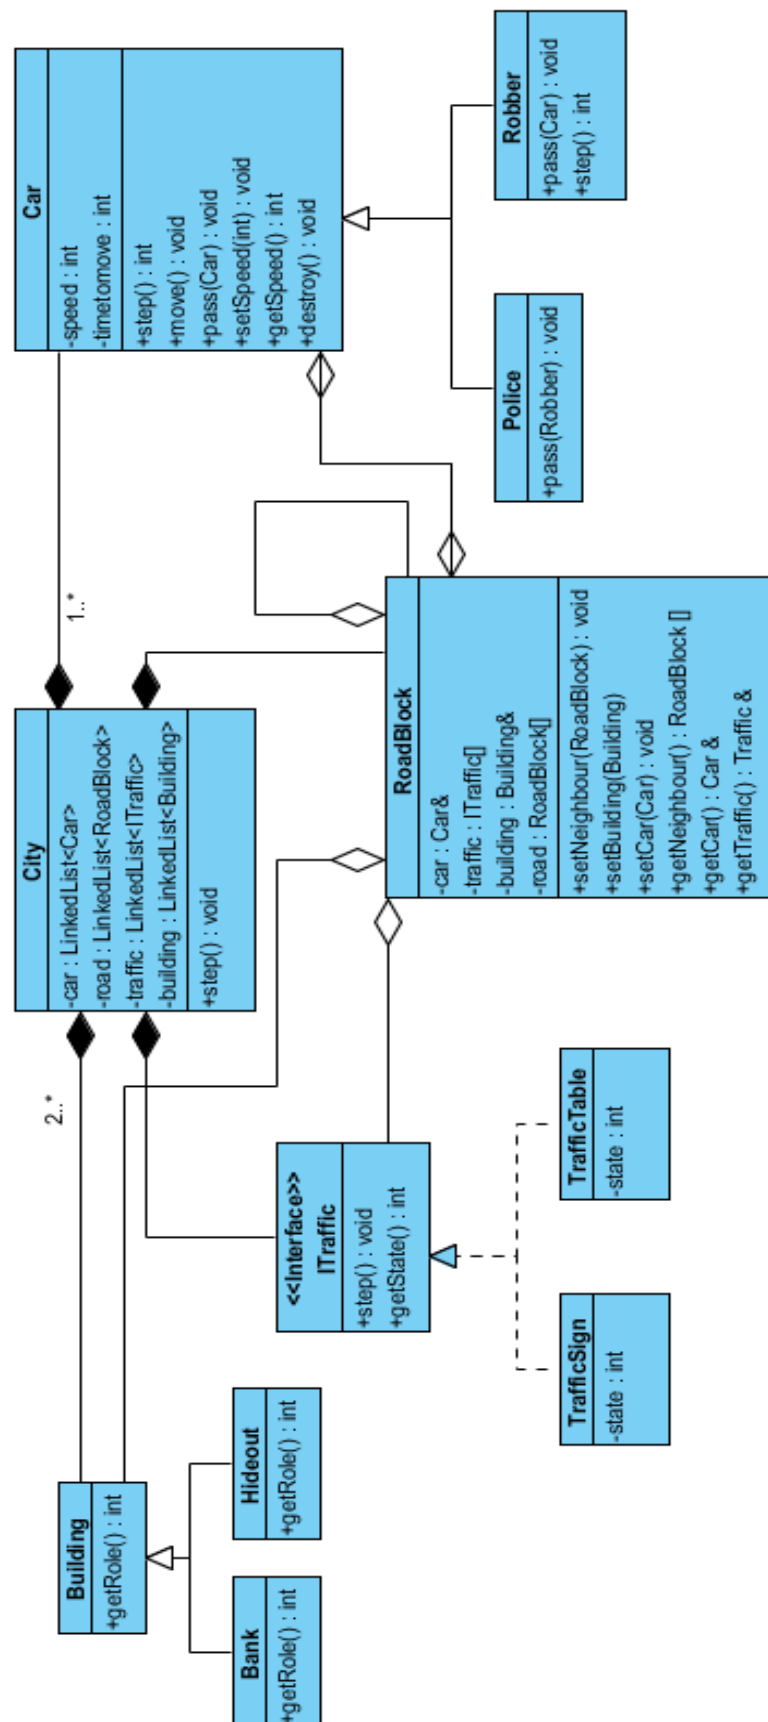 Building
+getRole() : int
Bank
+getRole() : int
Hideout
+getRole() : int
2..*
City
-car : LinkedList<Car>
-road : LinkedList<RoadBlock>
-traffic : LinkedList<ITraffic>
-building : LinkedList<Building>
+step() : void
1..*
Car
-speed : int
-timetomove : int
+step() : int
+move() : void
+pass(Car) : void
+setSpeed(int) : void
+getSpeed() : int
+destroy() : void
<<Interface>>
ITraffic
+step() : void
+getState() : int
RoadBlock
-car : Car&
-traffic : ITraffic[]
-building : Building&
-road : RoadBlock[]
+setNeighbour(RoadBlock) : void
+setBuilding(Building)
+setCar(Car) : void
+getNeighbour() : RoadBlock []
+getCar() : Car &
+getTraffic() : Traffic &
Police
+pass(Robber) : void
Robber
+pass(Car) : void
+step() : int
TrafficSign
-state : int
TrafficTable
-state : int